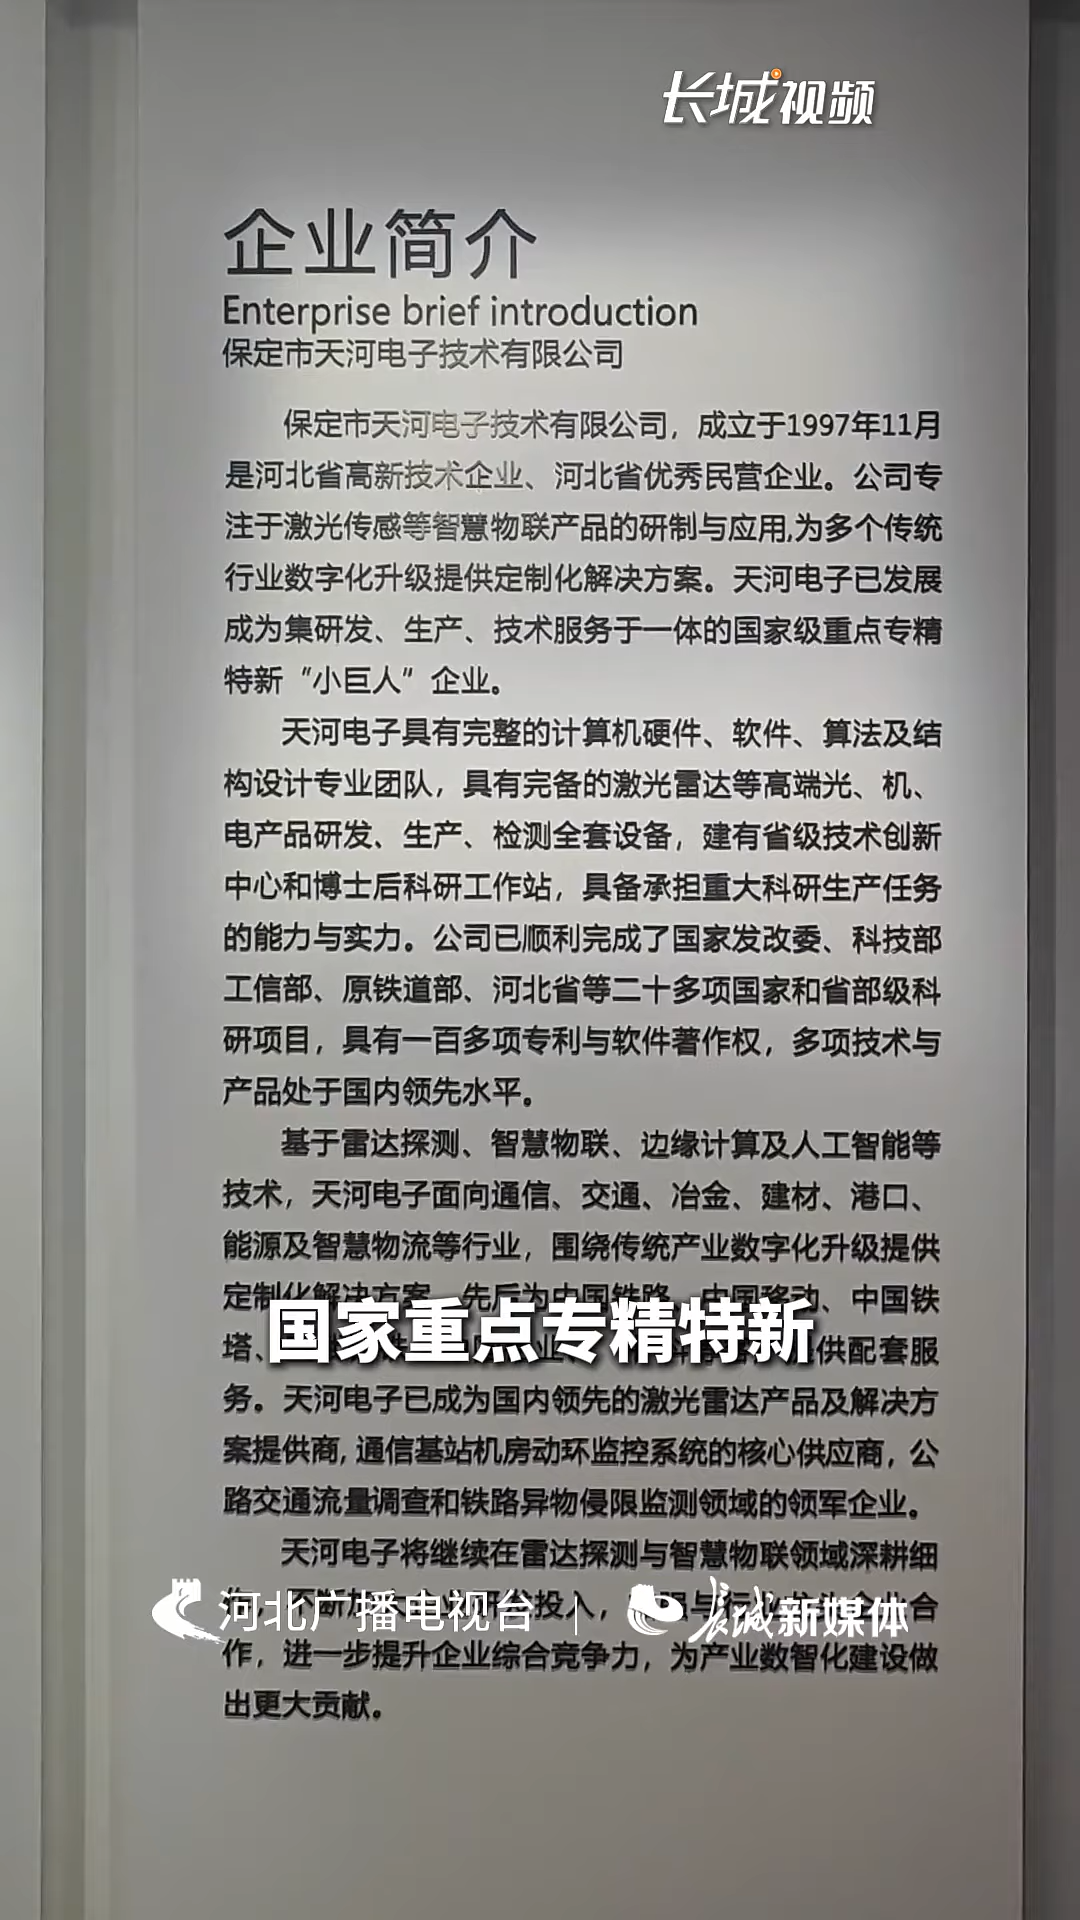 长城视频
企业简介
Enterprise brief introduction
保定市天河电子技术有限公司
保定市天河电子技术有限公司，成立于1997年11月
是河北省高新技术企业、河北省优秀民营企业。公司专
注于激光传感等智慧物联产品的研制与应用,为多个传统
行业数字化升级提供定制化解决方案。天河电子已发展
成为集研发、生产、技术服务于一体的国家级重点专精
特新“小巨人”企业。
天河电子具有完整的计算机硬件、软件、算法及结
构设计专业团队，具有完备的激光雷达等高端光、机、
电产品研发、生产、检测全套设备，建有省级技术创新
中心和博士后科研工作站，具备承担重大科研生产任务
的能力与实力。公司已顺利完成了国家发改委、科技部
工信部、原铁道部、河北省等二十多项国家和省部级科
研项目，具有一百多项专利与软件著作权，多项技术与
产品处于国内领先水平。
基于雷达探测、智慧物联、边缘计算及人工智能等
技术，天河电子面向通信、交通、冶金、建材、港口、
能源及智慧物流等行业，围绕传统产业数字化升级提供
定制化解决方案，先后为中国铁路、中国移动、中国铁
塔、
供配套服
国家重点专精特新
务。天河电子已成为国内领先的激光雷达产品及解决方
案提供商,通信基站机房动环监控系统的核心供应商，公
路交通流量调查和铁路异物侵限监测领域的领军企业。
天河电子将继续在雷达探测与智慧物联领域深耕细
不断
投入，
合
河北广播电视台 | 长城新媒体
作，进一步提升企业综合竞争力，为产业数智化建设做
出更大贡献。